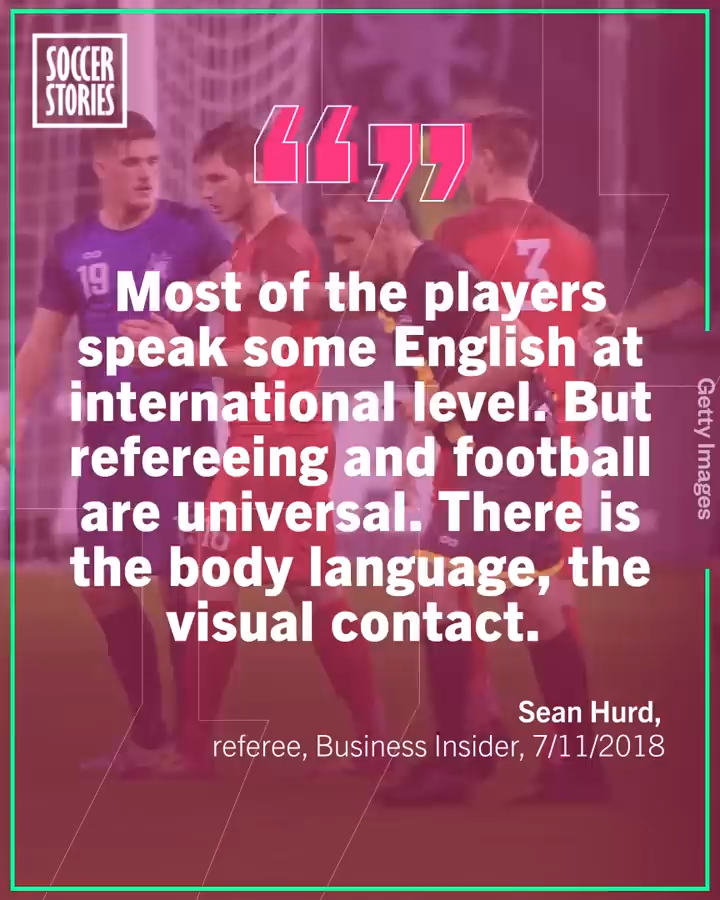 SOCCER
STORIES
19
3
Most of the players
speak some English at
international level. But
refereeing and football
are universal. There is
the body language, the
visual contact.
16
Getty Images
Sean Hurd,
referee, Business Insider, 7/11/2018